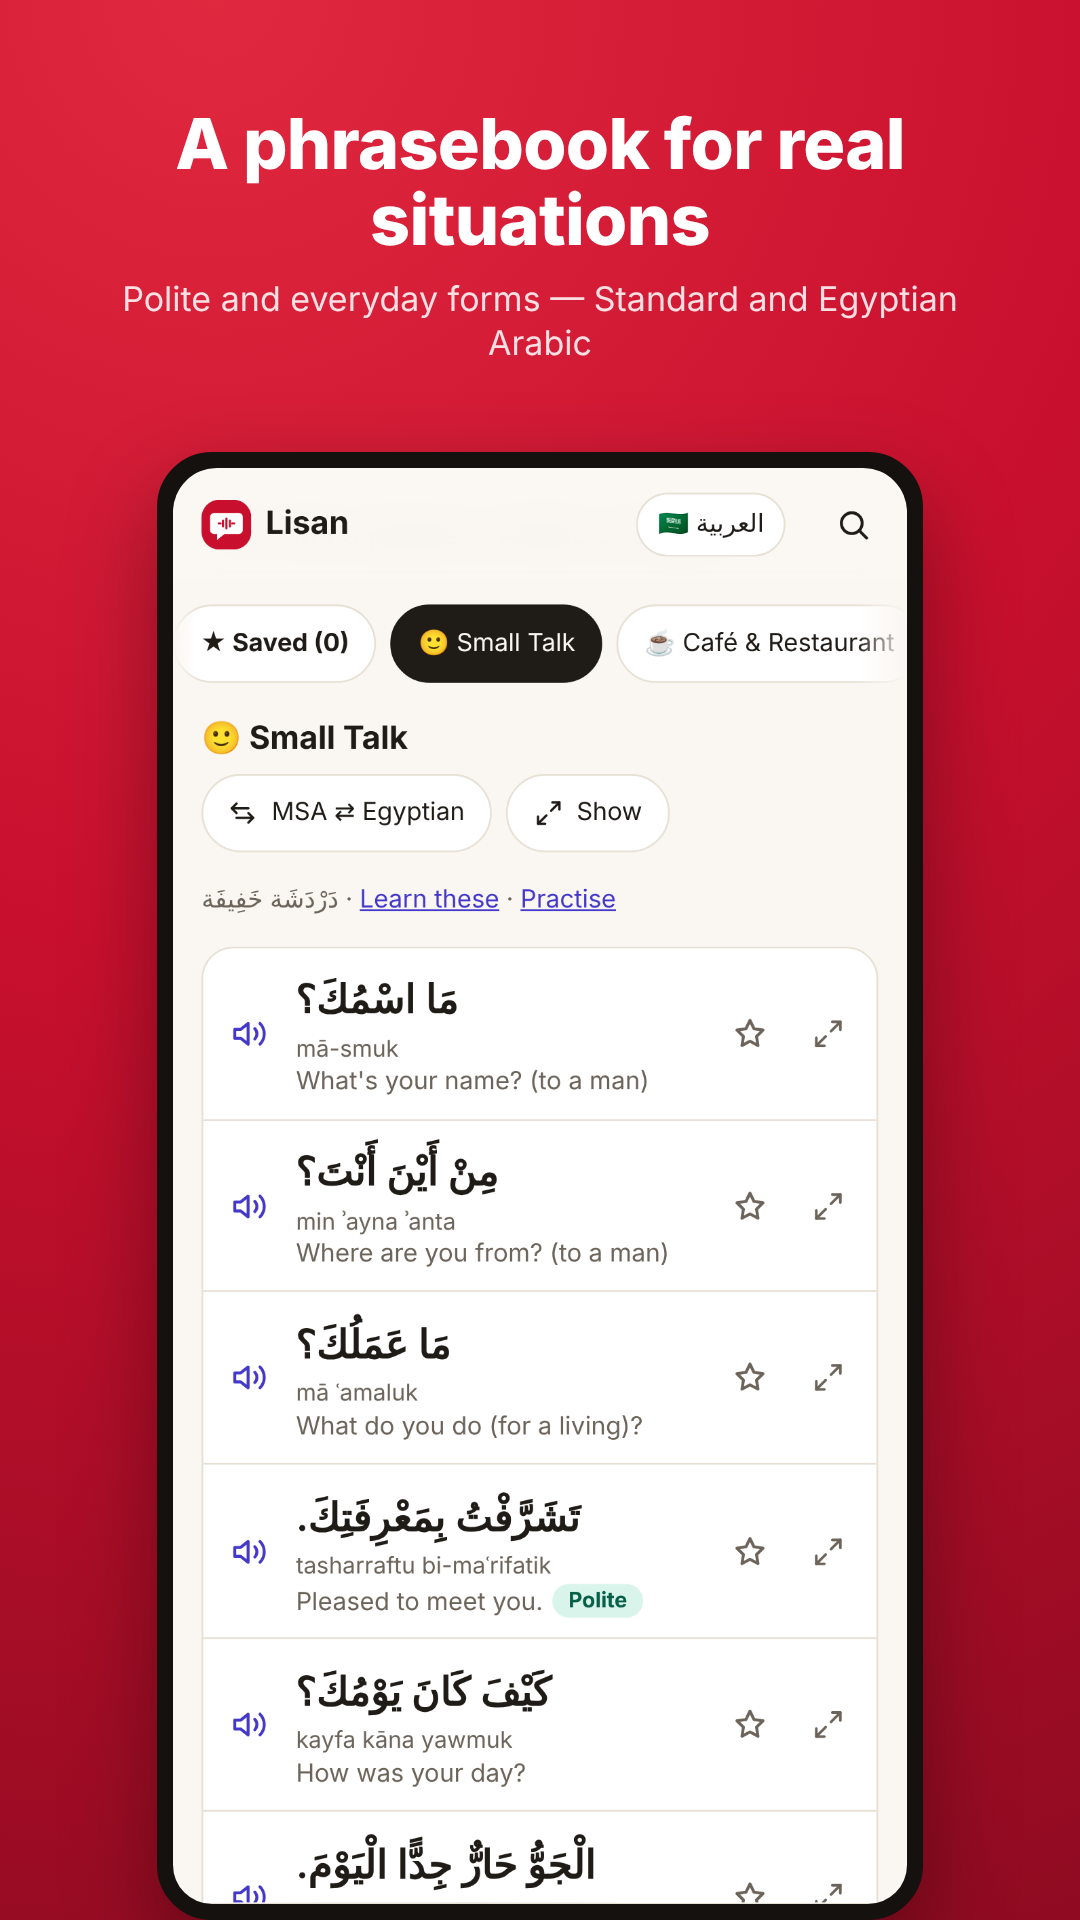 A phrasebook for real
situations
Polite and everyday forms — Standard and Egyptian
Arabic
Lisan
العربية
★ Saved (0)
🙂 Small Talk
☕ Café & Restaurant
🙂 Small Talk
MSA ⇄ Egyptian
Show
دَرْدَشَة خَفِيفَة · Learn these · Practise
مَا اسْمُكَ؟
mā-smuk
What's your name? (to a man)
مِنْ أَيْنَ أَنْتَ؟
min ʾayna ʾanta
Where are you from? (to a man)
مَا عَمَلُكَ؟
mā ʿamaluk
What do you do (for a living)?
تَشَرَّفْتُ بِمَعْرِفَتِكَ.
tasharraftu bi-maʿrifatik
Pleased to meet you. Polite
كَيْفَ كَانَ يَوْمُكَ؟
kayfa kāna yawmuk
How was your day?
الْجَوُّ حَارٌّ جِدًّا الْيَوْمَ.